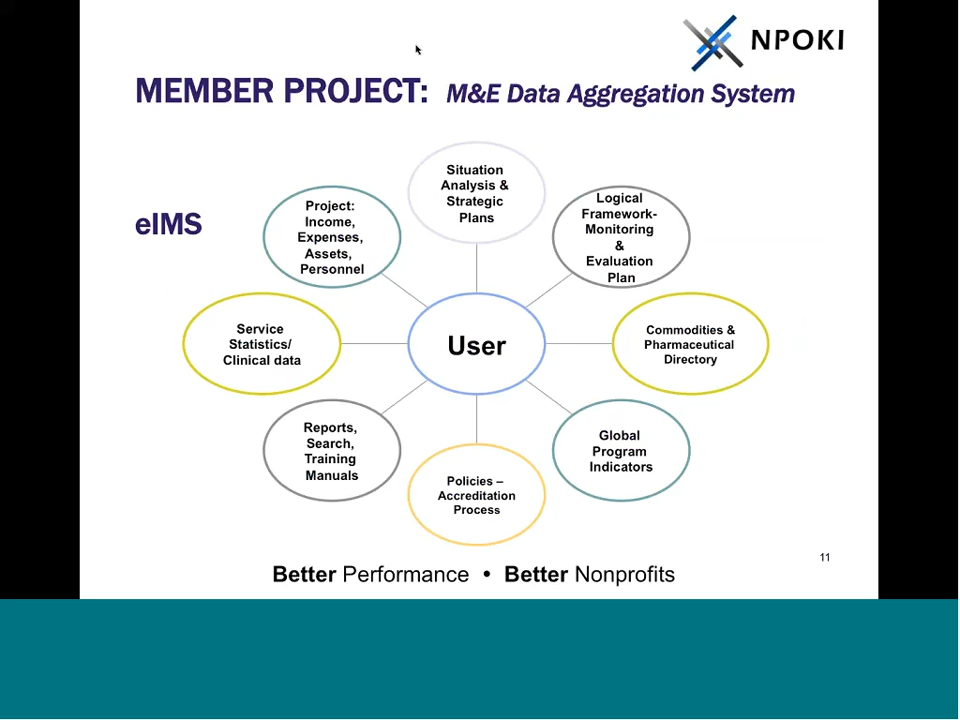 NPOKI
MEMBER PROJECT: M&E Data Aggregation System
eIMS
Situation
Analysis &
Strategic
Plans
Project:
Income,
Expenses,
Assets,
Personnel
Logical
Framework-
Monitoring
&
Evaluation
Plan
Service
Statistics/
Clinical data
User
Commodities &
Pharmaceutical
Directory
Reports,
Search,
Training
Manuals
Global
Program
Indicators
Policies –
Accreditation
Process
11
Better Performance • Better Nonprofits